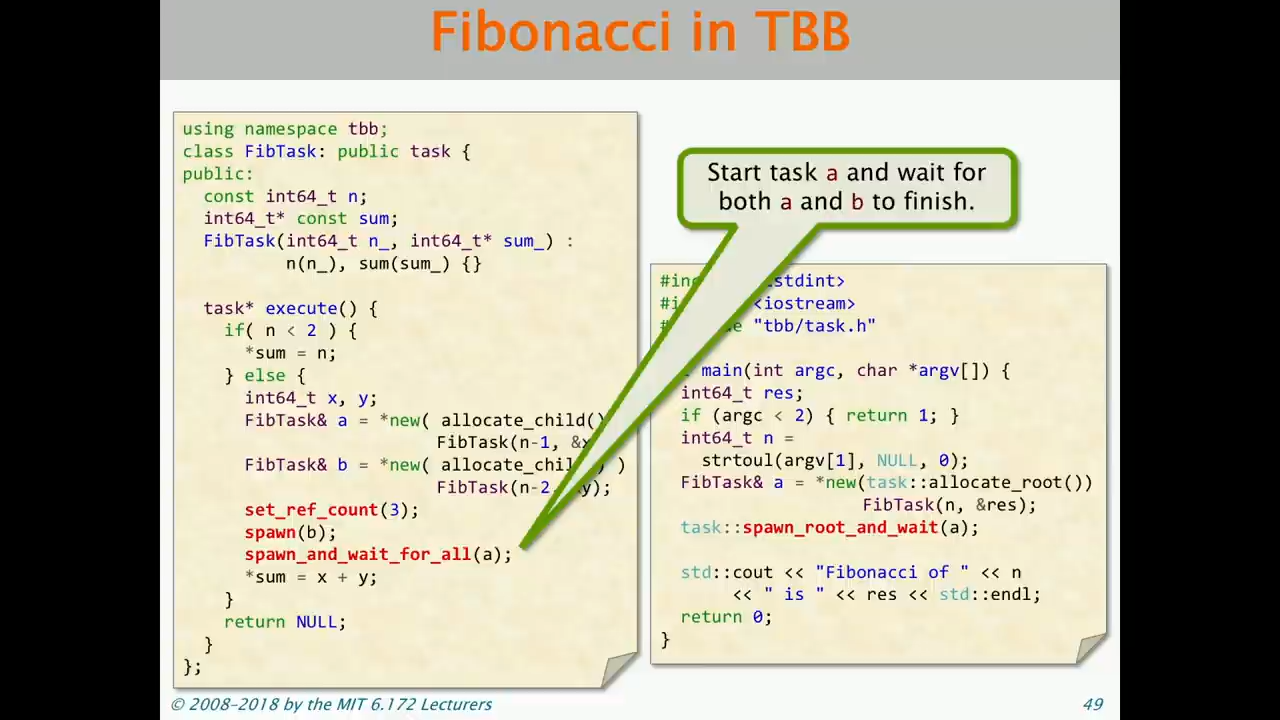 Fibonacci in TBB
using namespace tbb;
class FibTask: public task {
public:
const int64_t n;
int64_t* const sum;
FibTask(int64_t n_, int64_t* sum_) :
n(n_), sum(sum_) {}
task* execute() {
if( n < 2 ) {
*sum = n;
} else {
int64_t x, y;
FibTask& a = *new( allocate_child()
FibTask(n-1, &x
FibTask& b = *new( allocate_chil ) )
FibTask(n-2 y);
set_ref_count(3);
spawn(b);
spawn_and_wait_for_all(a);
*sum = x + y;
}
return NULL;
}
};
Start task a and wait for
both a and b to finish.
#inc stdint>
#i <iostream>
# e "tbb/task.h"
main(int argc, char *argv[]) {
int64_t res;
if (argc < 2) { return 1; }
int64_t n =
strtoul(argv[1], NULL, 0);
FibTask& a = *new(task::allocate_root())
FibTask(n, &res);
task::spawn_root_and_wait(a);
std::cout << "Fibonacci of " << n
<< " is " << res << std::endl;
return 0;
}
© 2008–2018 by the MIT 6.172 Lecturers
49